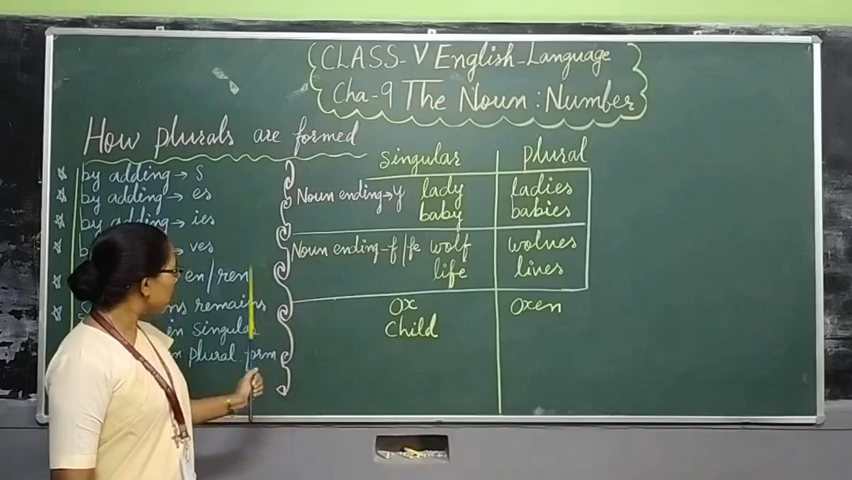 CLASS-V English-Language
Cha-9 The Noun : Number
How plurals are formed
by adding → s
by adding → es
by adding → ies
ves
en/ren
ns remains
in singular
plural form
Singular plural
Noun ending → y lady ladies
baby babies
Noun ending - f/fe wolf wolves
life lives
Ox Oxen
Child